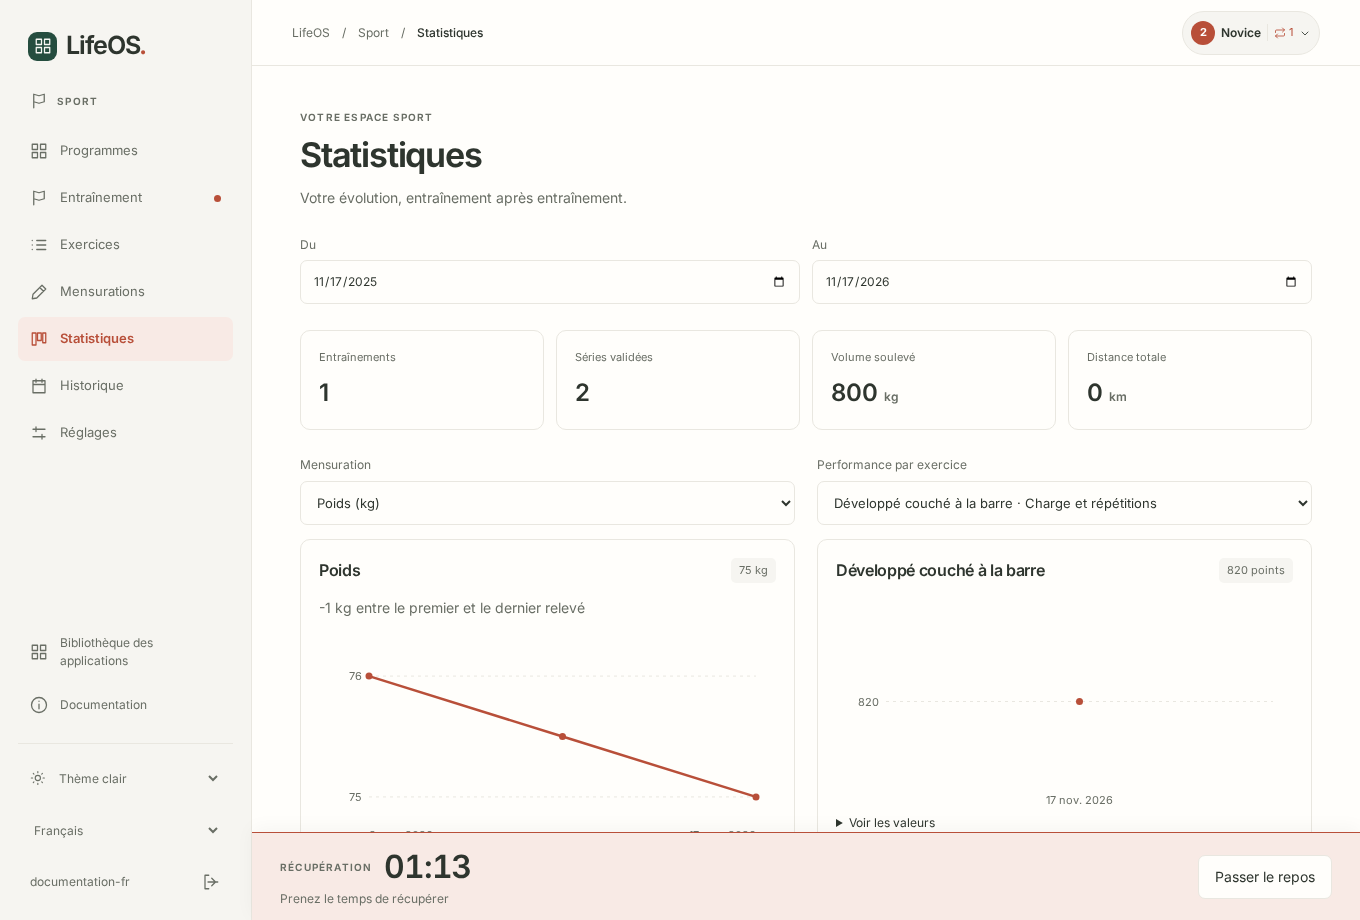 LifeOS.
SPORT
Programmes
Entraînement
Exercices
Mensurations
Statistiques
Historique
Réglages
Bibliothèque des
applications
Documentation
Thème clair
Français
documentation-fr
LifeOS / Sport / Statistiques
2 Novice 1
VOTRE ESPACE SPORT
Statistiques
Votre évolution, entraînement après entraînement.
Du
11/17/2025
Au
11/17/2026
Entraînements
1
Séries validées
2
Volume soulevé
800 kg
Distance totale
0 km
Mensuration
Poids (kg)
Performance par exercice
Développé couché à la barre · Charge et répétitions
Poids
75 kg
-1 kg entre le premier et le dernier relevé
76
75
Développé couché à la barre
820 points
820
17 nov. 2026
Voir les valeurs
RÉCUPÉRATION 01:13
Prenez le temps de récupérer
Passer le repos